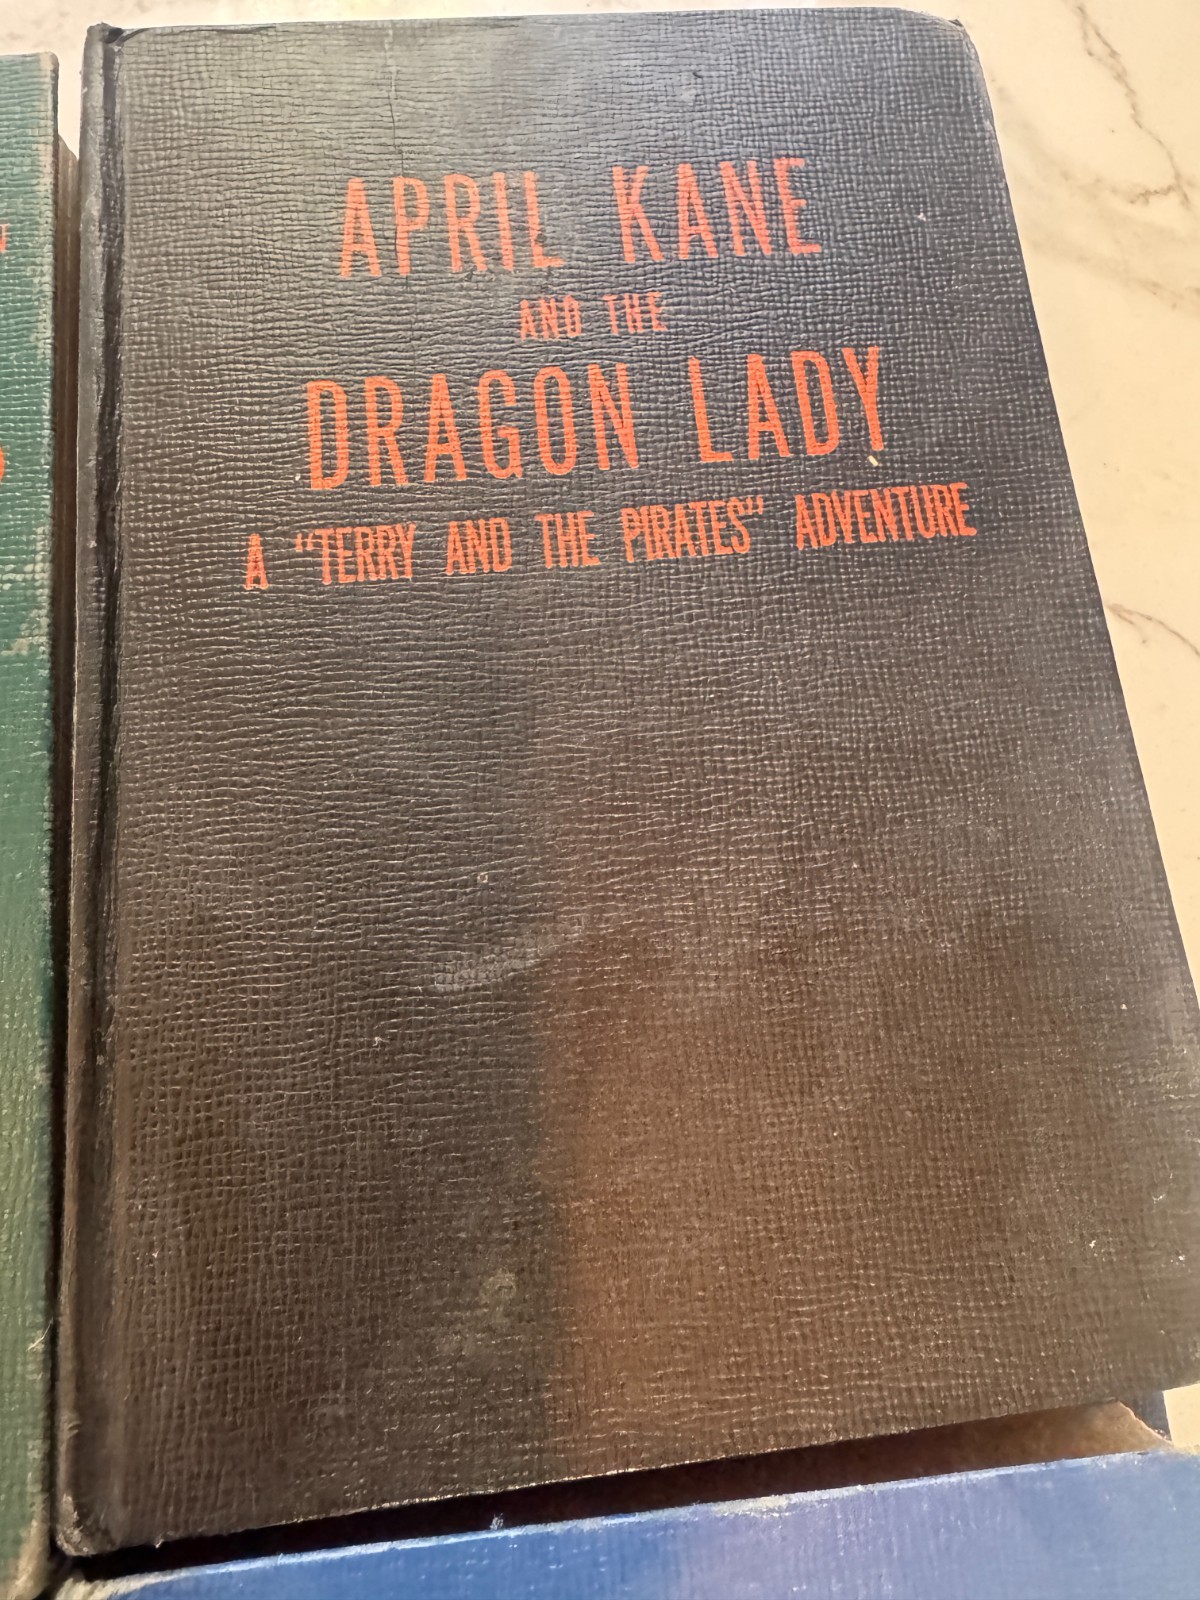 APRIL KANE
AND THE
DRAGON LADY
A "TERRY AND THE PIRATES" ADVENTURE